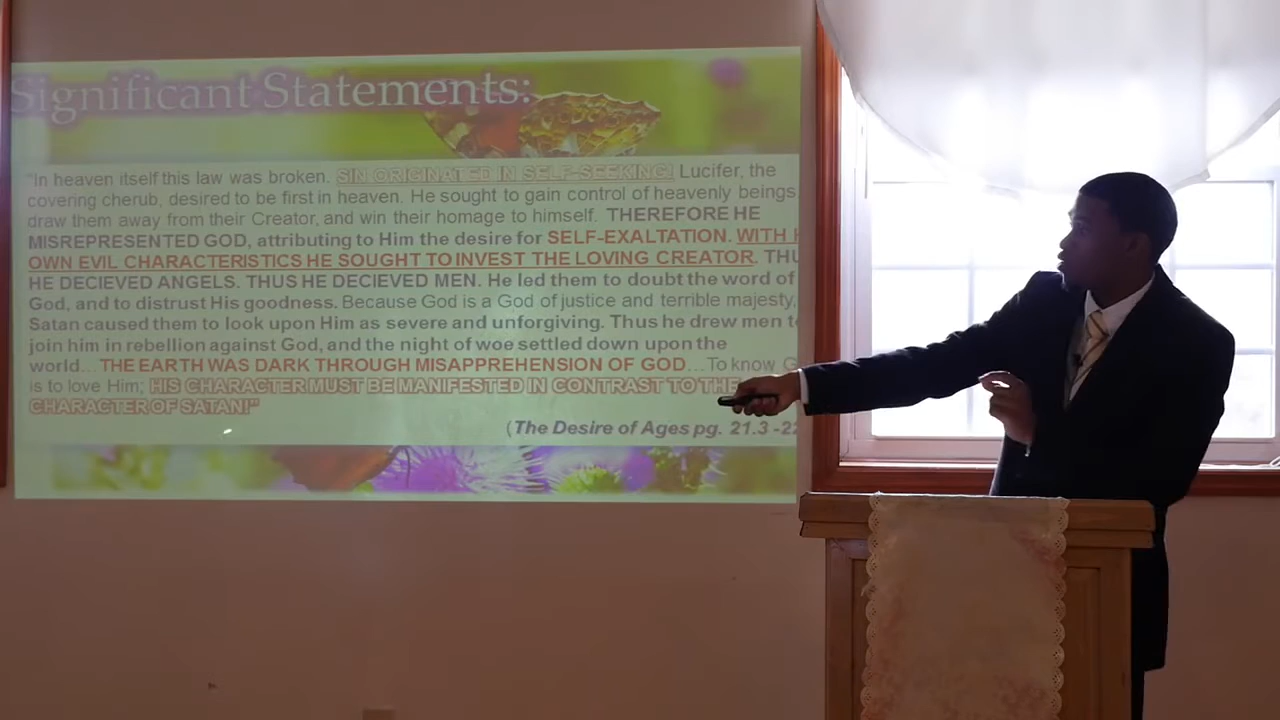 Significant Statements:
"In heaven itself this law was broken. SIN ORIGINATED IN SELF-SEEKING! Lucifer, the
covering cherub, desired to be first in heaven. He sought to gain control of heavenly beings
draw them away from their Creator, and win their homage to himself. THEREFORE HE
MISREPRESENTED GOD, attributing to Him the desire for SELF-EXALTATION. WITH
OWN EVIL CHARACTERISTICS HE SOUGHT TO INVEST THE LOVING CREATOR. THU
HE DECIEVED ANGELS. THUS HE DECIEVED MEN. He led them to doubt the word of
God, and to distrust His goodness. Because God is a God of justice and terrible majesty,
Satan caused them to look upon Him as severe and unforgiving. Thus he drew men t
join him in rebellion against God, and the night of woe settled down upon the
world...THE EARTH WAS DARK THROUGH MISAPPREHENSION OF GOD...To know G
is to love Him; HIS CHARACTER MUST BE MANIFESTED IN CONTRAST TO THE
CHARACTER OF SATAN!"
(The Desire of Ages pg. 21.3 -22